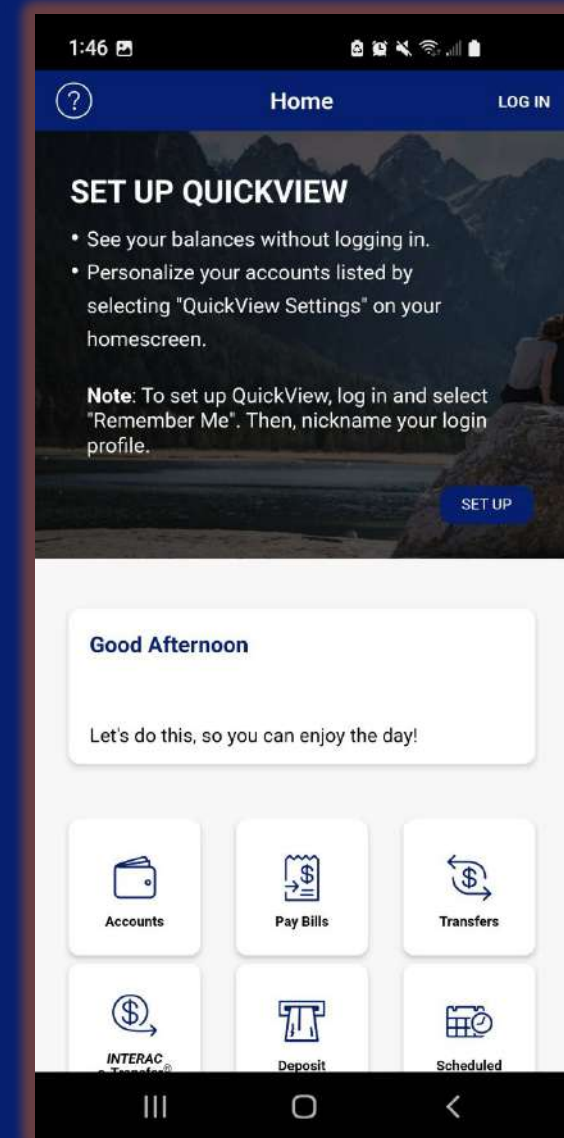 1:46
Home
LOG IN
SET UP QUICKVIEW
• See your balances without logging in.
• Personalize your accounts listed by
selecting "QuickView Settings" on your
homescreen.
Note: To set up QuickView, log in and select
"Remember Me". Then, nickname your login
profile.
SET UP
Good Afternoon
Let's do this, so you can enjoy the day!
Accounts
Pay Bills
Transfers
INTERAC
e-Transfer®
Deposit
Scheduled